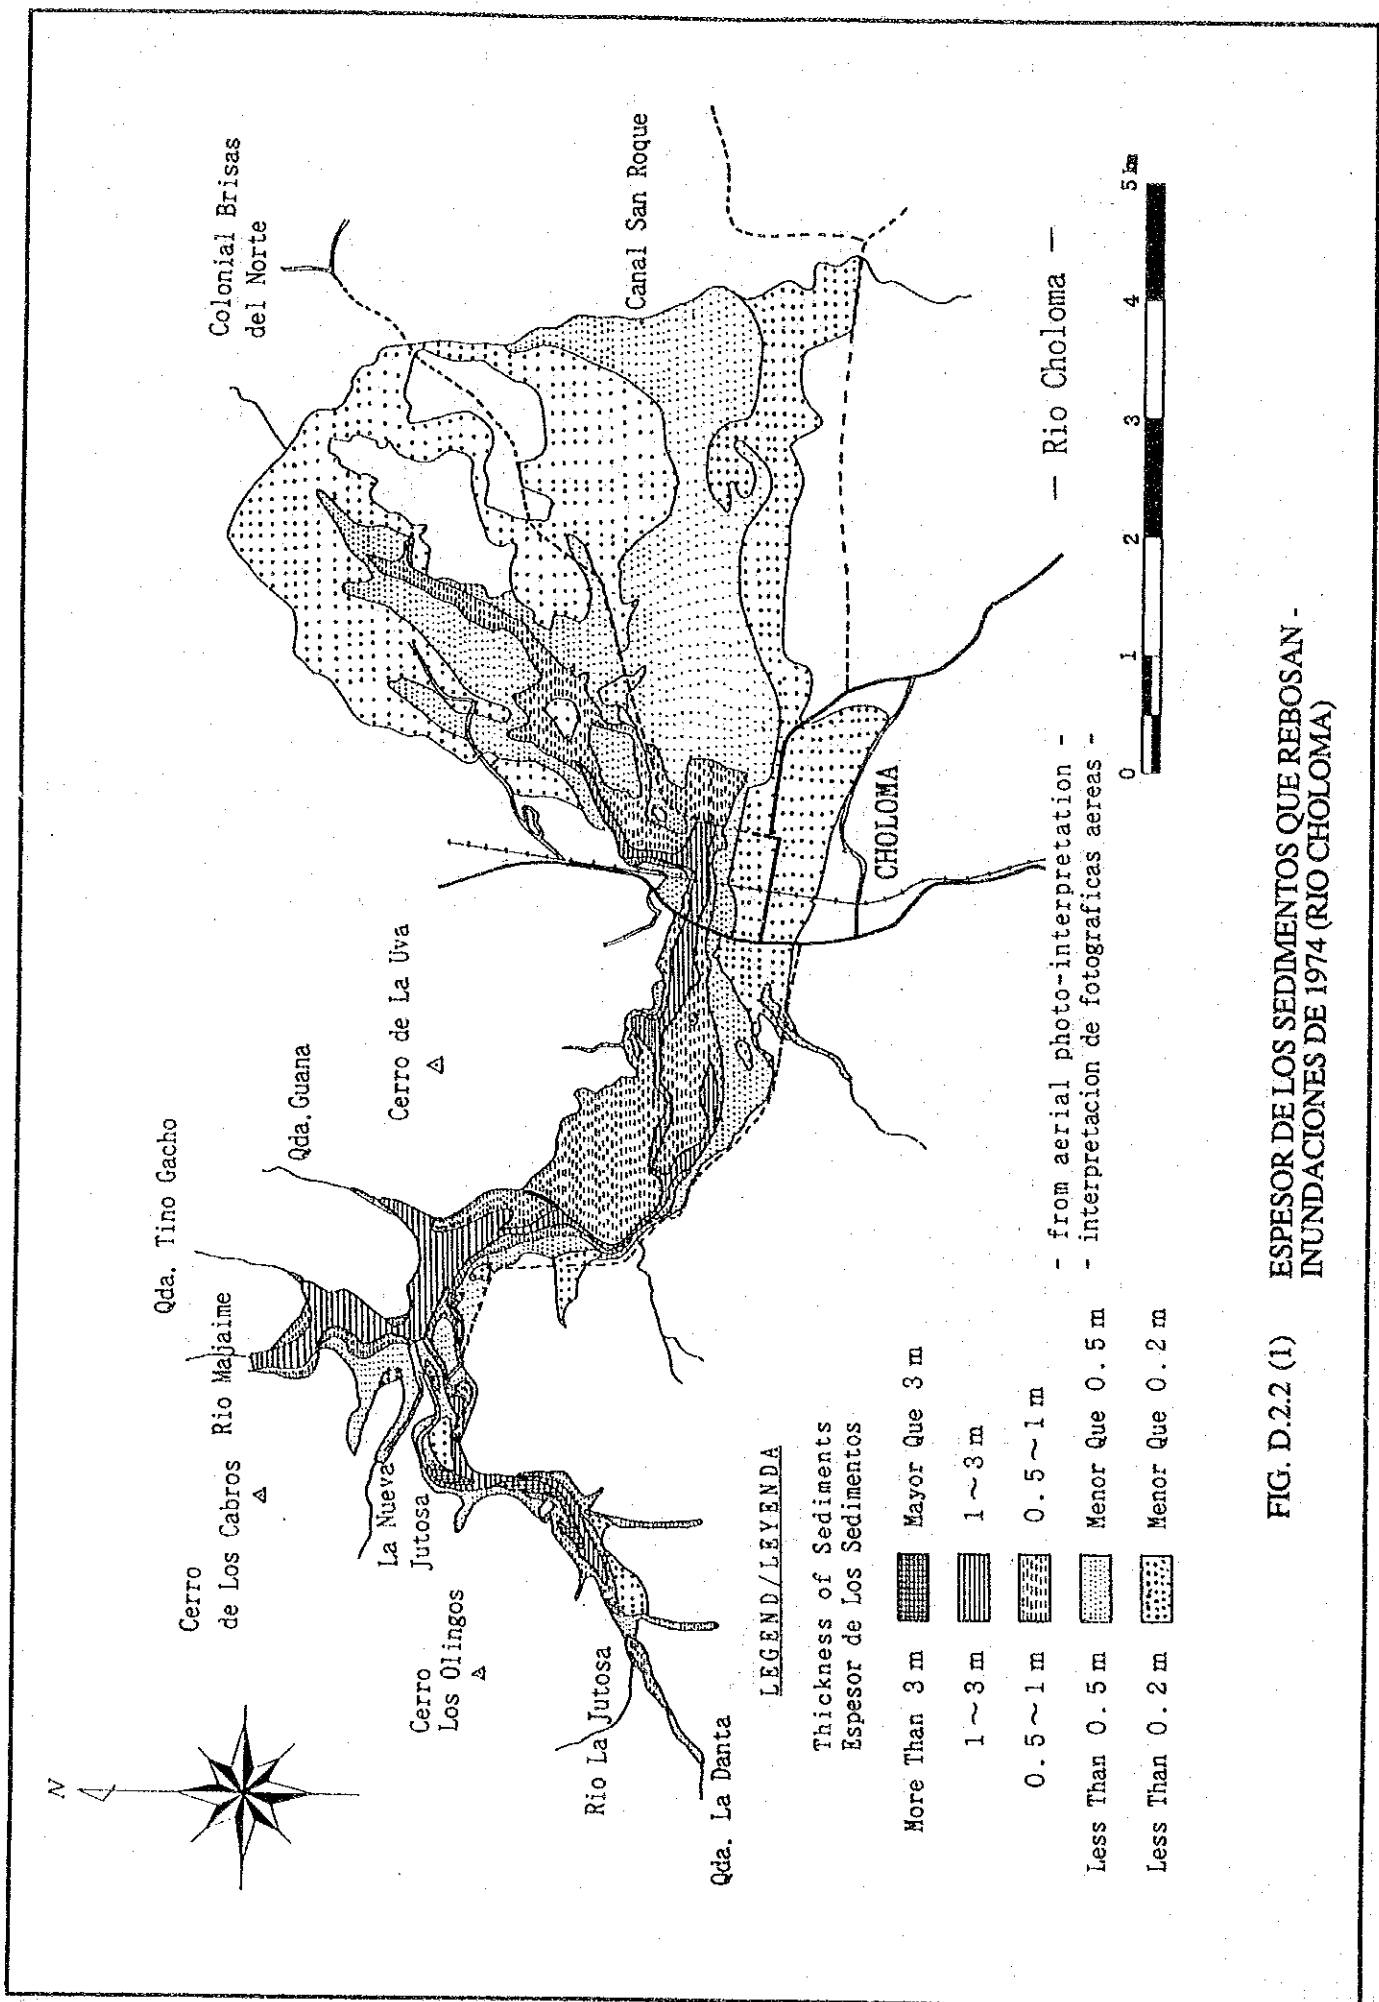 N
Cerro
de Los Cabros
Rio Majaime
Qda. Tino Gacho
Qda. Guana
Cerro de La Uva
Colonial Brisas
del Norte
Canal San Roque
La Nueva
Jutosa
Cerro
Los Olingos
Rio La Jutosa
Qda. La Danta
CHOLOMA
— Rio Choloma —
LEGEND/LEYENDA
Thickness of Sediments
Espesor de Los Sedimentos
More Than 3 m Mayor Que 3 m
1 ~ 3 m 1 ~ 3 m
0.5 ~ 1 m 0.5 ~ 1 m
Less Than 0.5 m Menor Que 0.5 m
Less Than 0.2 m Menor Que 0.2 m
- from aerial photo-interpretation -
- interpretacion de fotograficas aereas -
0 1 2 3 4 5 km
FIG. D.2.2 (1) ESPESOR DE LOS SEDIMENTOS QUE REBOSAN -
INUNDACIONES DE 1974 (RIO CHOLOMA)